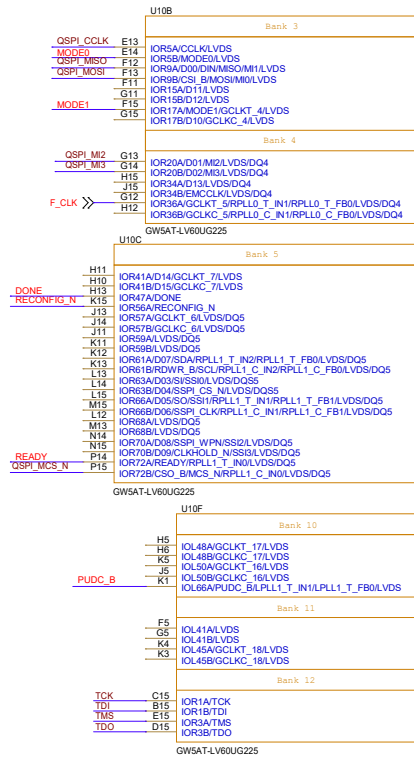 U10B
Bank 3
QSPI_CCLK E13 IOR5A/CCLK/LVDS
MODE0 E14 IOR5B/MODE0/LVDS
QSPI_MISO F12 IOR9A/D00/DIN/MISO/MI1/LVDS
QSPI_MOSI F13 IOR9B/CSI_B/MOSI/MI0/LVDS
F11 IOR15A/D11/LVDS
G11 IOR15B/D12/LVDS
MODE1 F15 IOR17A/MODE1/GCLKT_4/LVDS
G15 IOR17B/D10/GCLKC_4/LVDS
Bank 4
QSPI_MI2 G13 IOR20A/D01/MI2/LVDS/DQ4
QSPI_MI3 G14 IOR20B/D02/MI3/LVDS/DQ4
H15 IOR34A/D13/LVDS/DQ4
J15 IOR34B/EMCCLK/LVDS/DQ4
F_CLK G12 IOR36A/GCLKT_5/RPLL0_T_IN1/RPLL0_T_FB0/LVDS/DQ4
H12 IOR36B/GCLKC_5/RPLL0_C_IN1/RPLL0_C_FB0/LVDS/DQ4
GW5AT-LV60UG225
U10C
Bank 5
H11 IOR41A/D14/GCLKT_7/LVDS
H10 IOR41B/D15/GCLKC_7/LVDS
DONE H13 IOR47A/DONE
RECONFIG_N K15 IOR56A/RECONFIG_N
J13 IOR57A/GCLKT_6/LVDS/DQ5
J14 IOR57B/GCLKC_6/LVDS/DQ5
J11 IOR59A/LVDS/DQ5
K11 IOR59B/LVDS/DQ5
K12 IOR61A/D07/SDA/RPLL1_T_IN2/RPLL1_T_FB0/LVDS/DQ5
K13 IOR61B/RDWR_B/SCL/RPLL1_C_IN2/RPLL1_C_FB0/LVDS/DQ5
L13 IOR63A/D03/SI/SSI0/LVDS/DQS5
L14 IOR63B/D04/SSPI_CS_N/LVDS/DQS5
L15 IOR66A/D05/SO/SSI1/RPLL1_T_IN1/RPLL1_T_FB1/LVDS/DQ5
M15 IOR66B/D06/SSPI_CLK/RPLL1_C_IN1/RPLL1_C_FB1/LVDS/DQ5
L12 IOR68A/LVDS/DQ5
M13 IOR68B/LVDS/DQ5
N14 IOR70A/D08/SSPI_WPN/SSI2/LVDS/DQ5
N15 IOR70B/D09/CLKHOLD_N/SSI3/LVDS/DQ5
READY P14 IOR72A/READY/RPLL1_T_IN0/LVDS/DQ5
QSPI_MCS_N P15 IOR72B/CSO_B/MCS_N/RPLL1_C_IN0/LVDS/DQ5
GW5AT-LV60UG225
U10F
Bank 10
H5 IOL48A/GCLKT_17/LVDS
H6 IOL48B/GCLKC_17/LVDS
K5 IOL50A/GCLKT_16/LVDS
J5 IOL50B/GCLKC_16/LVDS
PUDC_B K1 IOL66A/PUDC_B/LPLL1_T_IN1/LPLL1_T_FB0/LVDS
Bank 11
F5 IOL41A/LVDS
G5 IOL41B/LVDS
K4 IOL45A/GCLKT_18/LVDS
K3 IOL45B/GCLKC_18/LVDS
Bank 12
TCK C15 IOR1A/TCK
TDI B15 IOR1B/TDI
TMS E15 IOR3A/TMS
TDO D15 IOR3B/TDO
GW5AT-LV60UG225